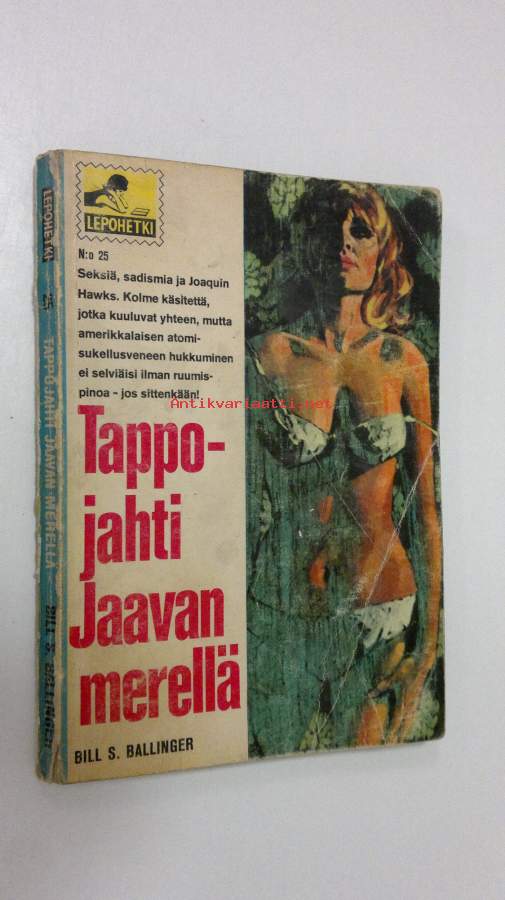 LEPOHETKI
N:o 25
Seksiä, sadismia ja Joaquin
Hawks. Kolme käsitettä,
jotka kuuluvat yhteen, mutta
amerikkalaisen atomi-
sukellusveneen hukkuminen
ei selviäisi ilman ruumis-
pinoa – jos sittenkään!
Antikvariaatti.net
Tappo-
jahti
Jaavan
merellä
BILL S. BALLINGER
LEPOHETKI
TAPPOJAHTI JAAVAN MERELLÄ
BILL S. BALLINGER